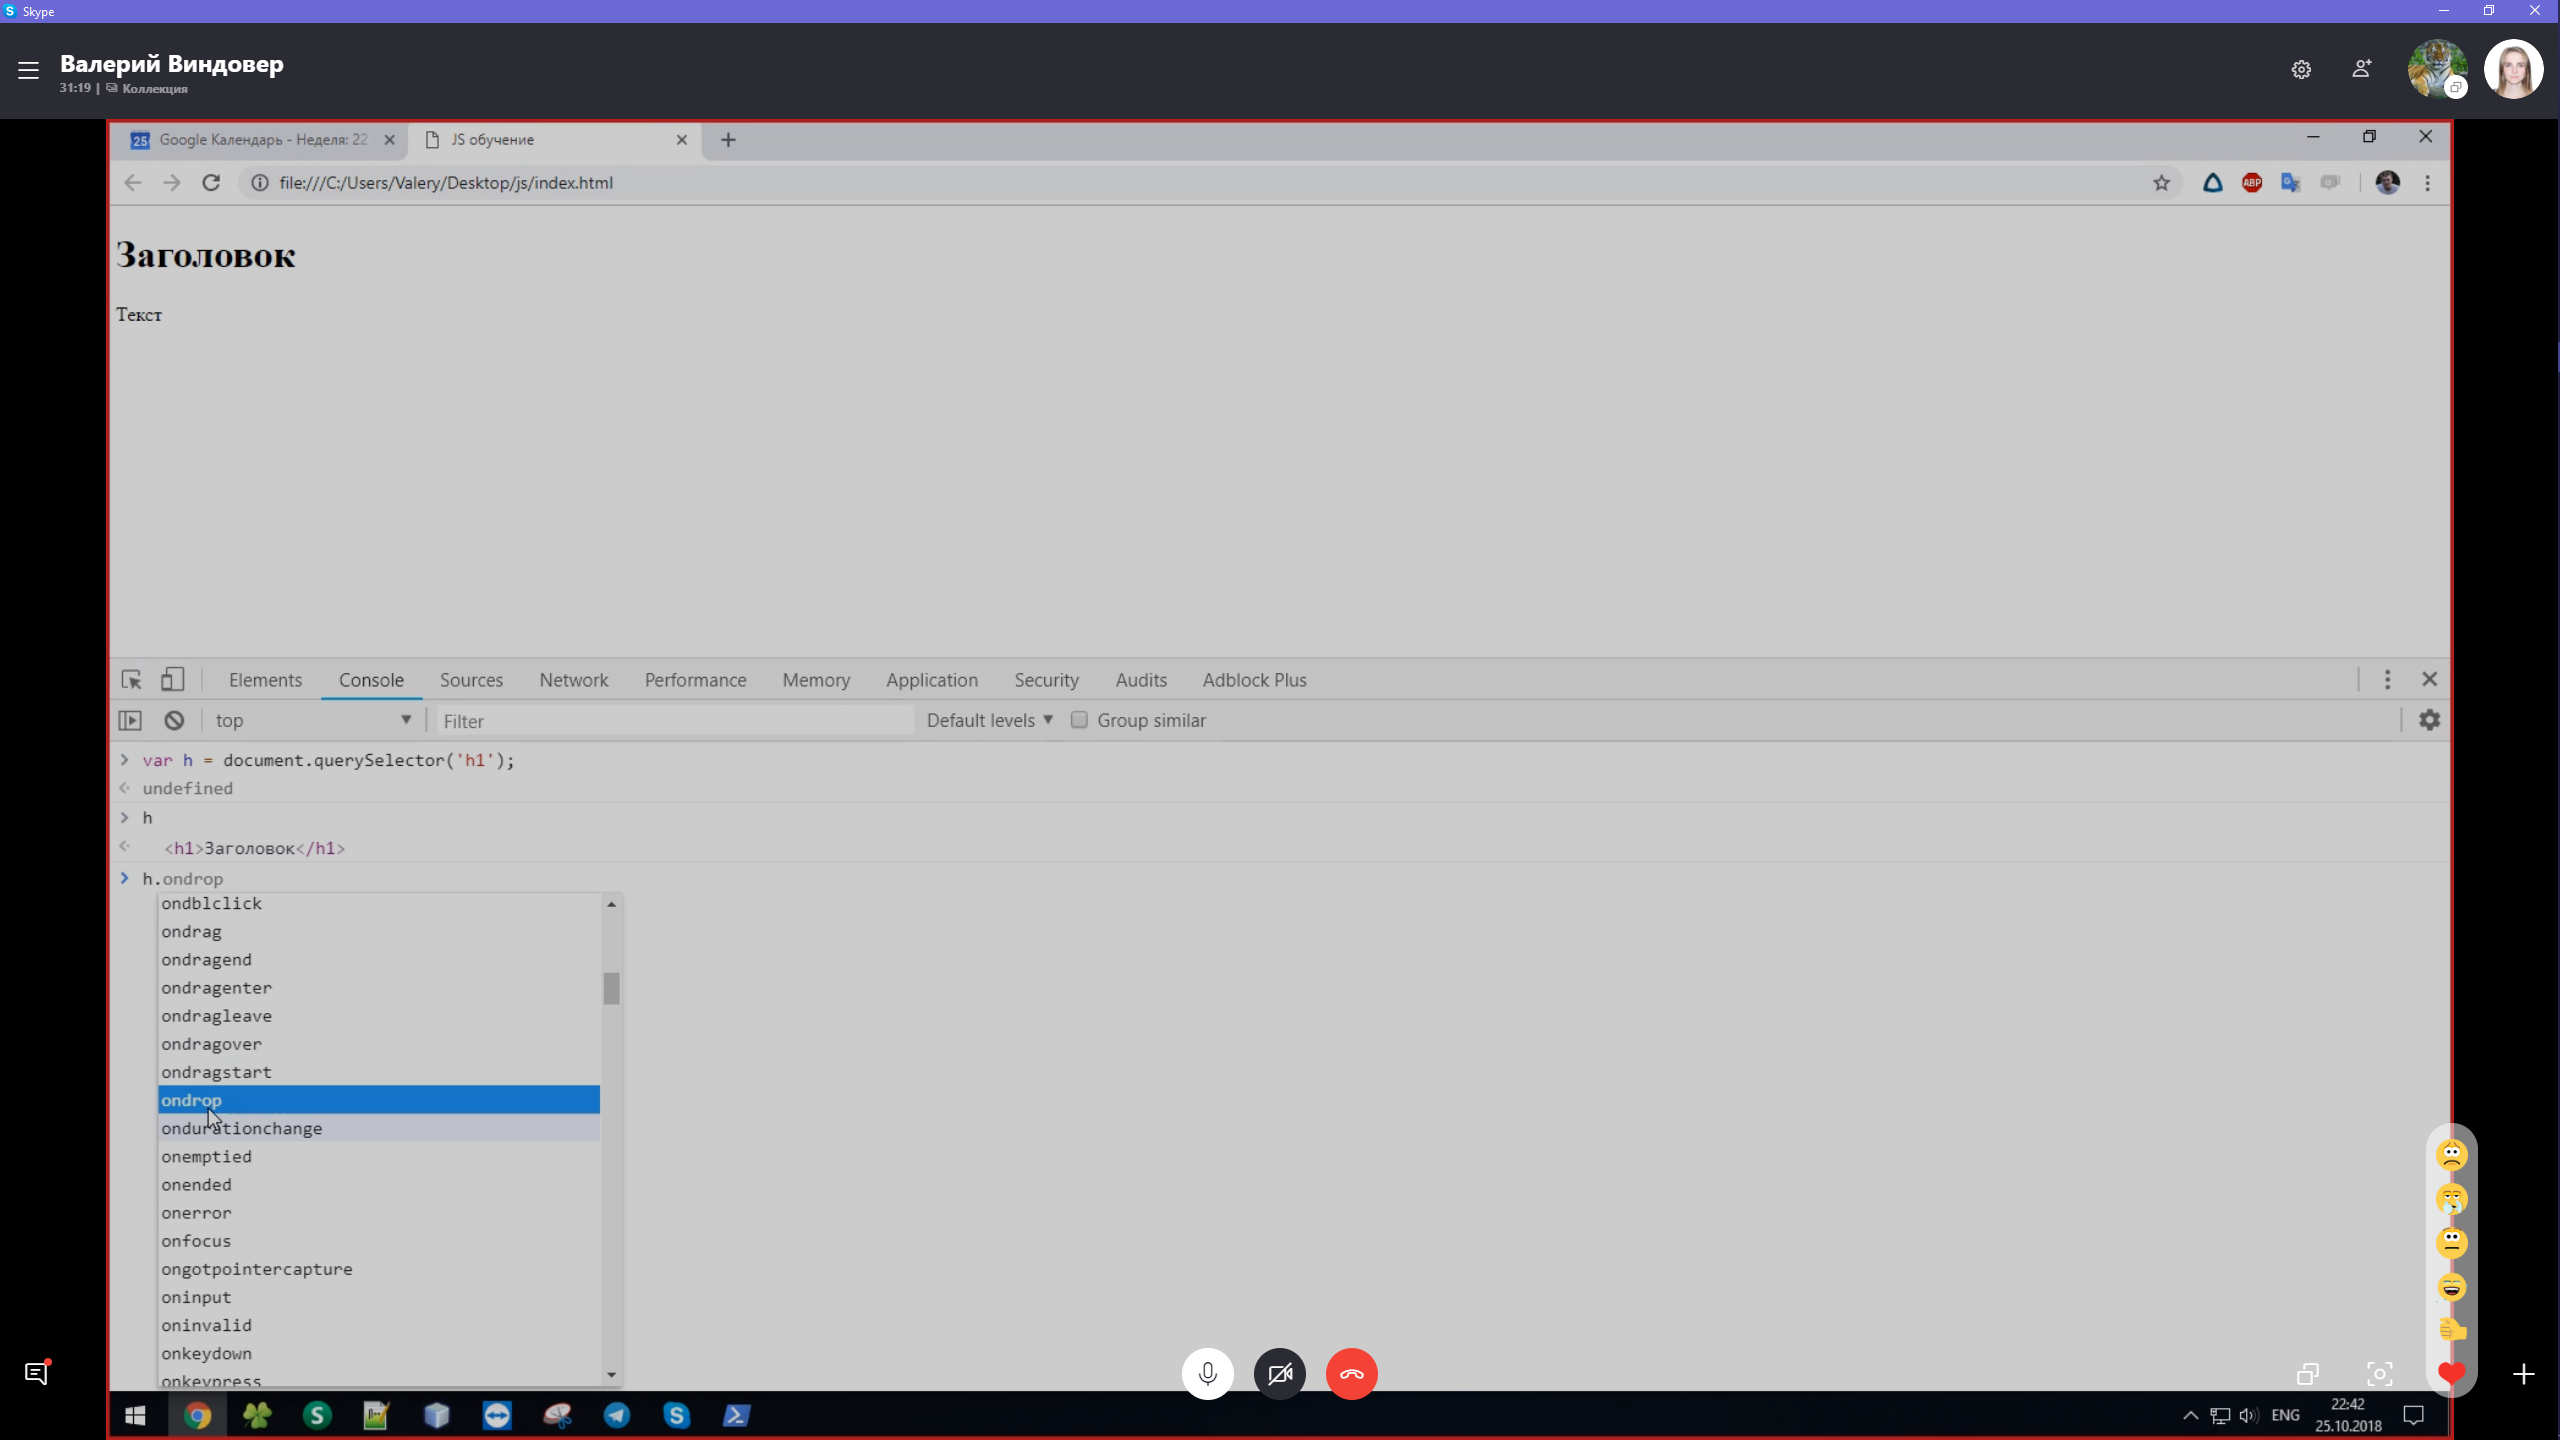 Skype
Валерий Виндовер
31:19 | Коллекция
25 Google Календарь - Неделя: 22
JS обучение
file:///C:/Users/Valery/Desktop/js/index.html
ABP
Заголовок
Текст
Elements Console Sources Network Performance Memory Application Security Audits Adblock Plus
top Filter Default levels Group similar
var h = document.querySelector('h1');
undefined
h
<h1>Заголовок</h1>
h.ondrop
ondblclick
ondrag
ondragend
ondragenter
ondragleave
ondragover
ondragstart
ondrop
ondurationchange
onemptied
onended
onerror
onfocus
ongotpointercapture
oninput
oninvalid
onkeydown
onkeypress
ENG
22:42
25.10.2018